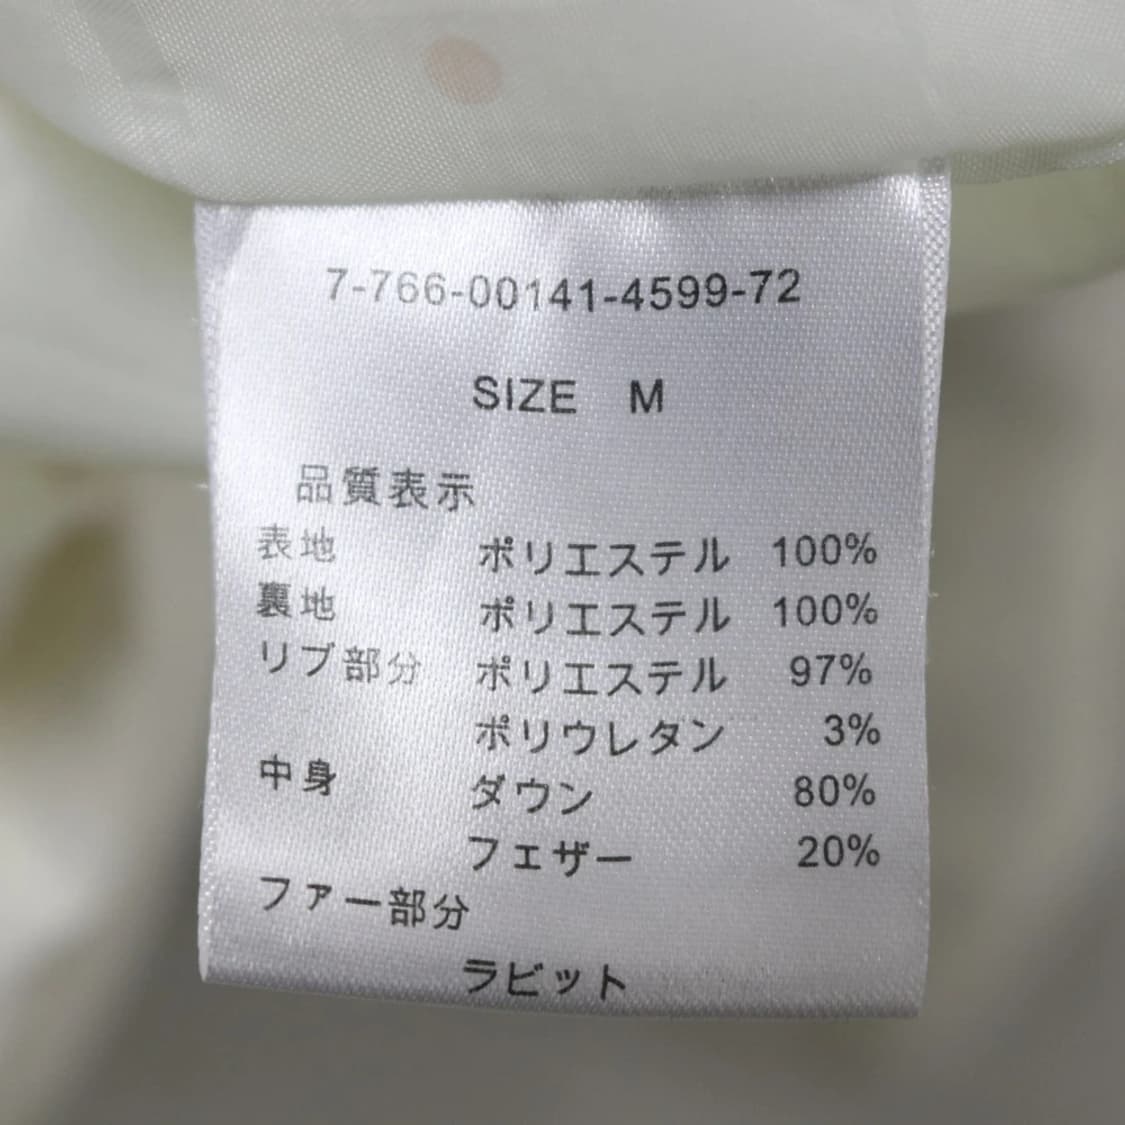 7-766-00141-4599-72
SIZE M
品質表示
表地 ポリエステル 100%
裏地 ポリエステル 100%
リブ部分 ポリエステル 97%
ポリウレタン 3%
中身 ダウン 80%
フェザー 20%
ファー部分
ラビット